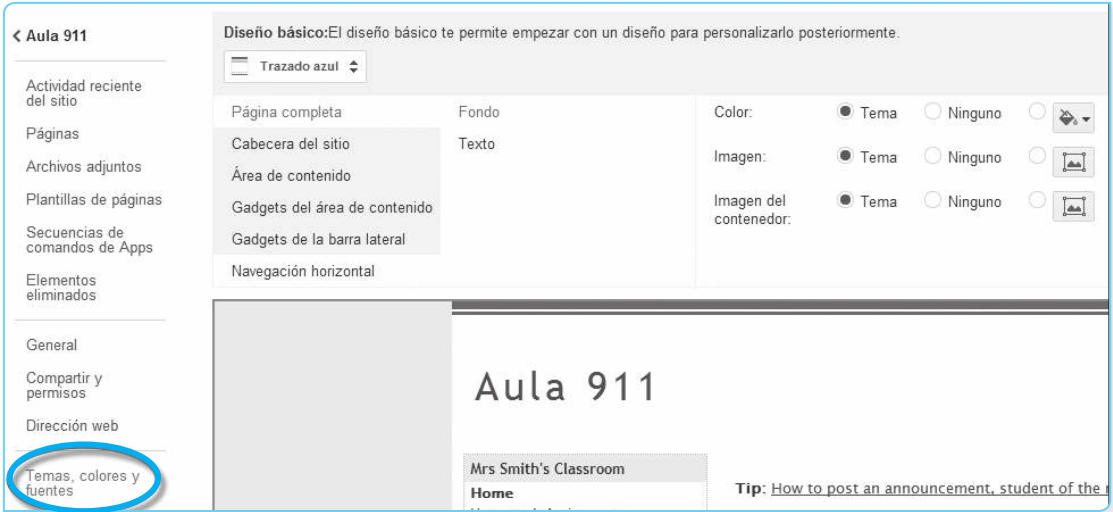 Aula 911
Actividad reciente
del sitio
Páginas
Archivos adjuntos
Plantillas de páginas
Secuencias de
comandos de Apps
Elementos
eliminados
General
Compartir y
permisos
Dirección web
Temas, colores y
fuentes
Diseño básico:El diseño básico te permite empezar con un diseño para personalizarlo posteriormente.
Trazado azul
Página completa
Cabecera del sitio
Área de contenido
Gadgets del área de contenido
Gadgets de la barra lateral
Navegación horizontal
Fondo
Texto
Color: Tema Ninguno
Imagen: Tema Ninguno
Imagen del
contenedor: Tema Ninguno
Aula 911
Mrs Smith's Classroom
Home
Tip: How to post an announcement, student of the